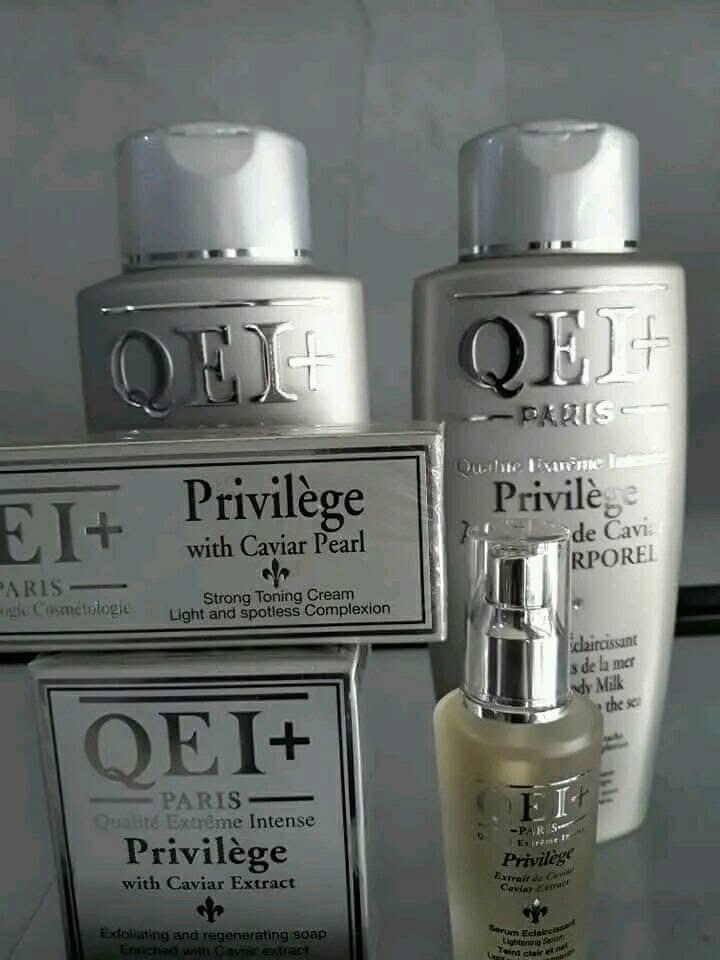 QEI+
QEI+
PARIS
Qualité Extrême Intense
Privilège
de Caviar
RPOREL
Éclaircissant
de la mer
Milk
the sea
EI+
PARIS
Cosmétologie
Privilège
with Caviar Pearl
Strong Toning Cream
Light and spotless Complexion
QEI+
PARIS
Qualité Extrême Intense
Privilège
with Caviar Extract
Exfoliating and regenerating soap
Enriched with Caviar extract
QEI+
PARIS
Privilège
Extrait de Caviar
Caviar Extract
Serum Eclaircissant
Lightening Serum
Teint clair et net